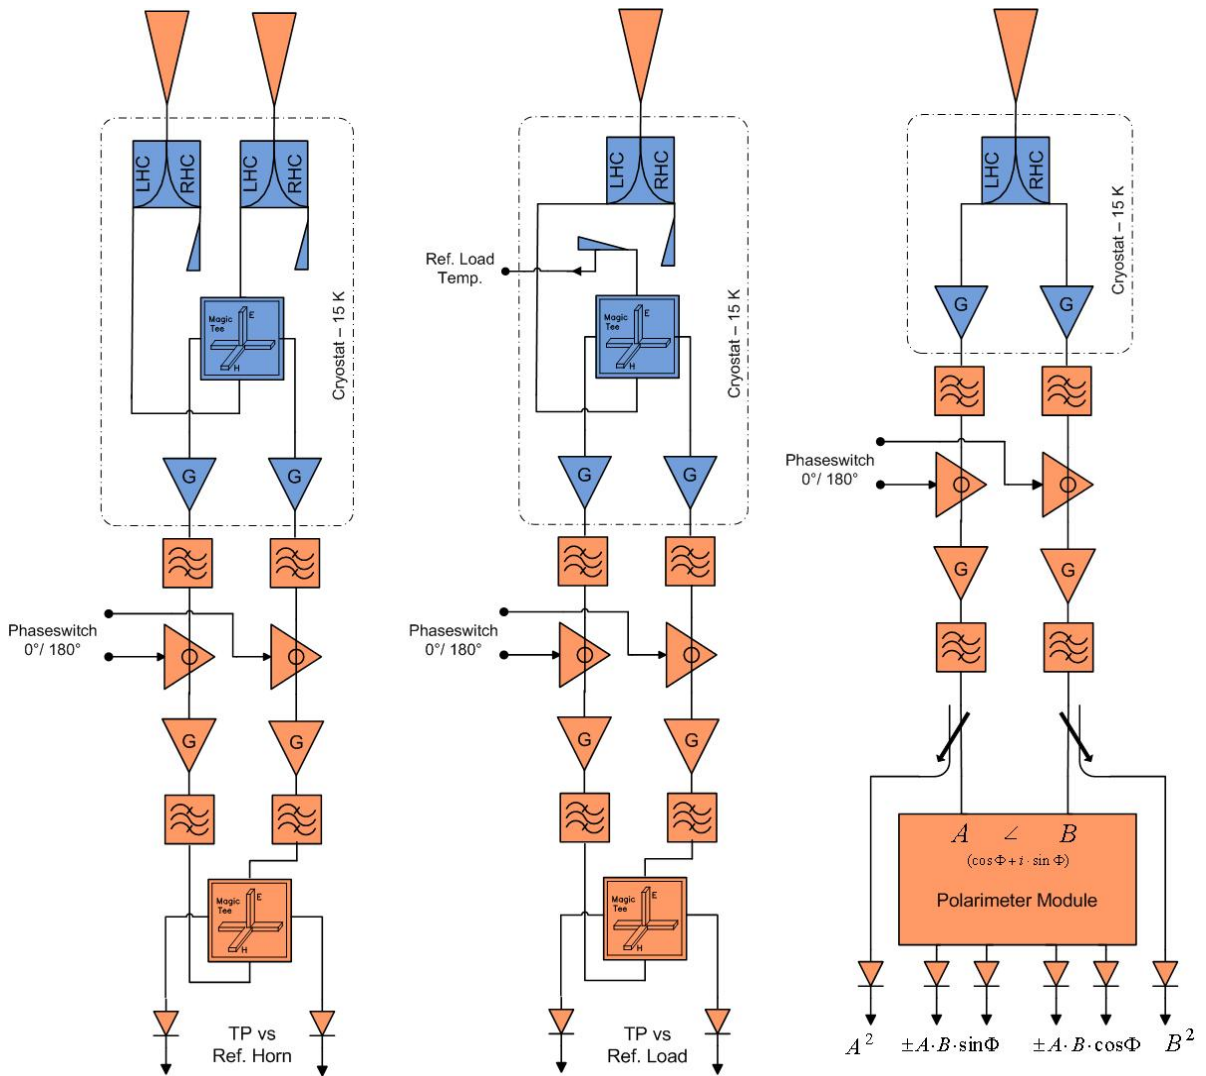 LHC
RHC
LHC
RHC
Magic
Tee
E
H
Cryostat – 15 K
G
G
Phaseswitch
0°/ 180°
G
G
Magic
Tee
E
H
TP vs
Ref. Horn
LHC
RHC
Ref. Load
Temp.
Magic
Tee
E
H
Cryostat – 15 K
G
G
Phaseswitch
0°/ 180°
G
G
Magic
Tee
E
H
TP vs
Ref. Load
LHC
RHC
Cryostat – 15 K
G
G
Phaseswitch
0°/ 180°
G
G
A ∠ B
(cosΦ + i · sin Φ)
Polarimeter Module
A² ±A·B·sinΦ ±A·B·cosΦ B²